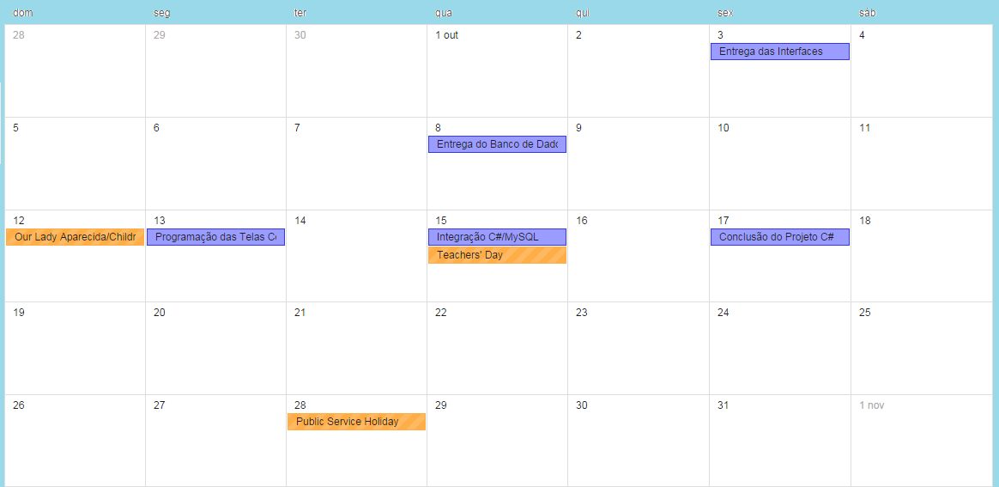 dom seg ter qua qui sex sáb
28 29 30 1 out 2 3 4
Entrega das Interfaces
5 6 7 8 9 10 11
Entrega do Banco de
12 13 14 15 16 17 18
Our Lady Aparecida/Childr Programação das Telas Integração C#/MySQL Conclusão do Projeto C#
Teachers' Day
19 20 21 22 23 24 25
26 27 28 29 30 31 1 nov
Public Service Holiday